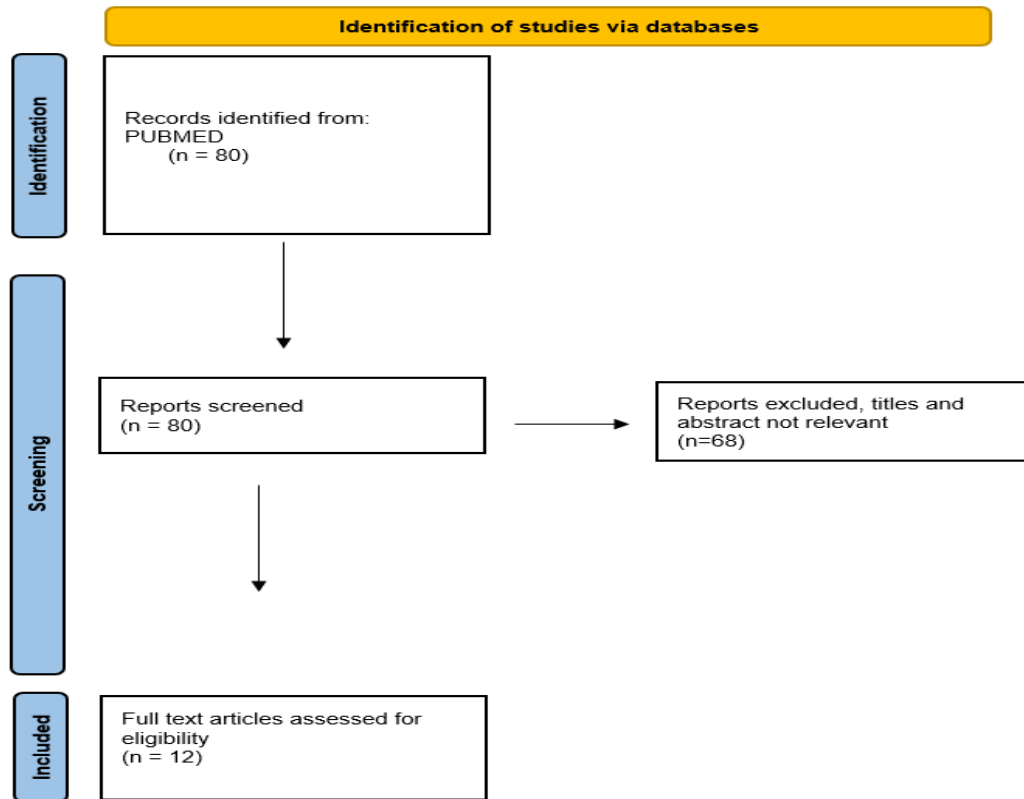 Identification of studies via databases
Identification
Records identified from:
PUBMED
(n = 80)
Screening
Reports screened
(n = 80)
Reports excluded, titles and
abstract not relevant
(n=68)
Included
Full text articles assessed for
eligibility
(n = 12)